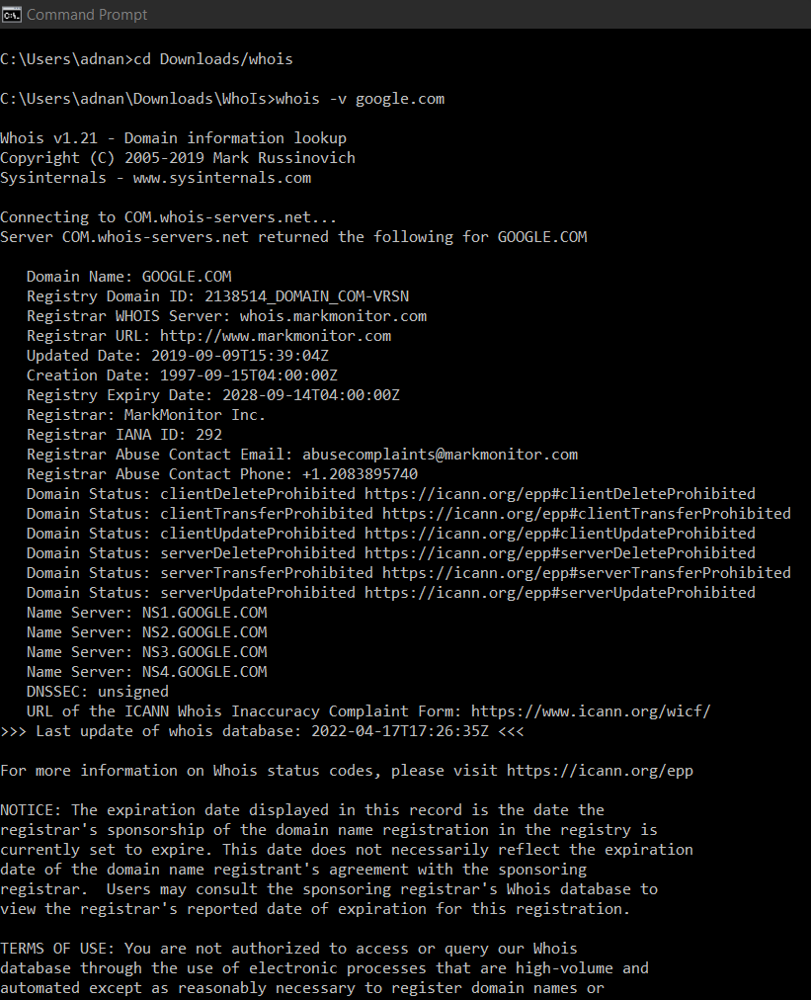 Command Prompt
C:\Users\adnan>cd Downloads/whois
C:\Users\adnan\Downloads\WhoIs>whois -v google.com
Whois v1.21 - Domain information lookup
Copyright (C) 2005-2019 Mark Russinovich
Sysinternals - www.sysinternals.com
Connecting to COM.whois-servers.net...
Server COM.whois-servers.net returned the following for GOOGLE.COM
Domain Name: GOOGLE.COM
Registry Domain ID: 2138514_DOMAIN_COM-VRSN
Registrar WHOIS Server: whois.markmonitor.com
Registrar URL: http://www.markmonitor.com
Updated Date: 2019-09-09T15:39:04Z
Creation Date: 1997-09-15T04:00:00Z
Registry Expiry Date: 2028-09-14T04:00:00Z
Registrar: MarkMonitor Inc.
Registrar IANA ID: 292
Registrar Abuse Contact Email: abusecomplaints@markmonitor.com
Registrar Abuse Contact Phone: +1.2083895740
Domain Status: clientDeleteProhibited https://icann.org/epp#clientDeleteProhibited
Domain Status: clientTransferProhibited https://icann.org/epp#clientTransferProhibited
Domain Status: clientUpdateProhibited https://icann.org/epp#clientUpdateProhibited
Domain Status: serverDeleteProhibited https://icann.org/epp#serverDeleteProhibited
Domain Status: serverTransferProhibited https://icann.org/epp#serverTransferProhibited
Domain Status: serverUpdateProhibited https://icann.org/epp#serverUpdateProhibited
Name Server: NS1.GOOGLE.COM
Name Server: NS2.GOOGLE.COM
Name Server: NS3.GOOGLE.COM
Name Server: NS4.GOOGLE.COM
DNSSEC: unsigned
URL of the ICANN Whois Inaccuracy Complaint Form: https://www.icann.org/wicf/
>>> Last update of whois database: 2022-04-17T17:26:35Z <<<
For more information on Whois status codes, please visit https://icann.org/epp
NOTICE: The expiration date displayed in this record is the date the
registrar's sponsorship of the domain name registration in the registry is
currently set to expire. This date does not necessarily reflect the expiration
date of the domain name registrant's agreement with the sponsoring
registrar.  Users may consult the sponsoring registrar's Whois database to
view the registrar's reported date of expiration for this registration.
TERMS OF USE: You are not authorized to access or query our Whois
database through the use of electronic processes that are high-volume and
automated except as reasonably necessary to register domain names or